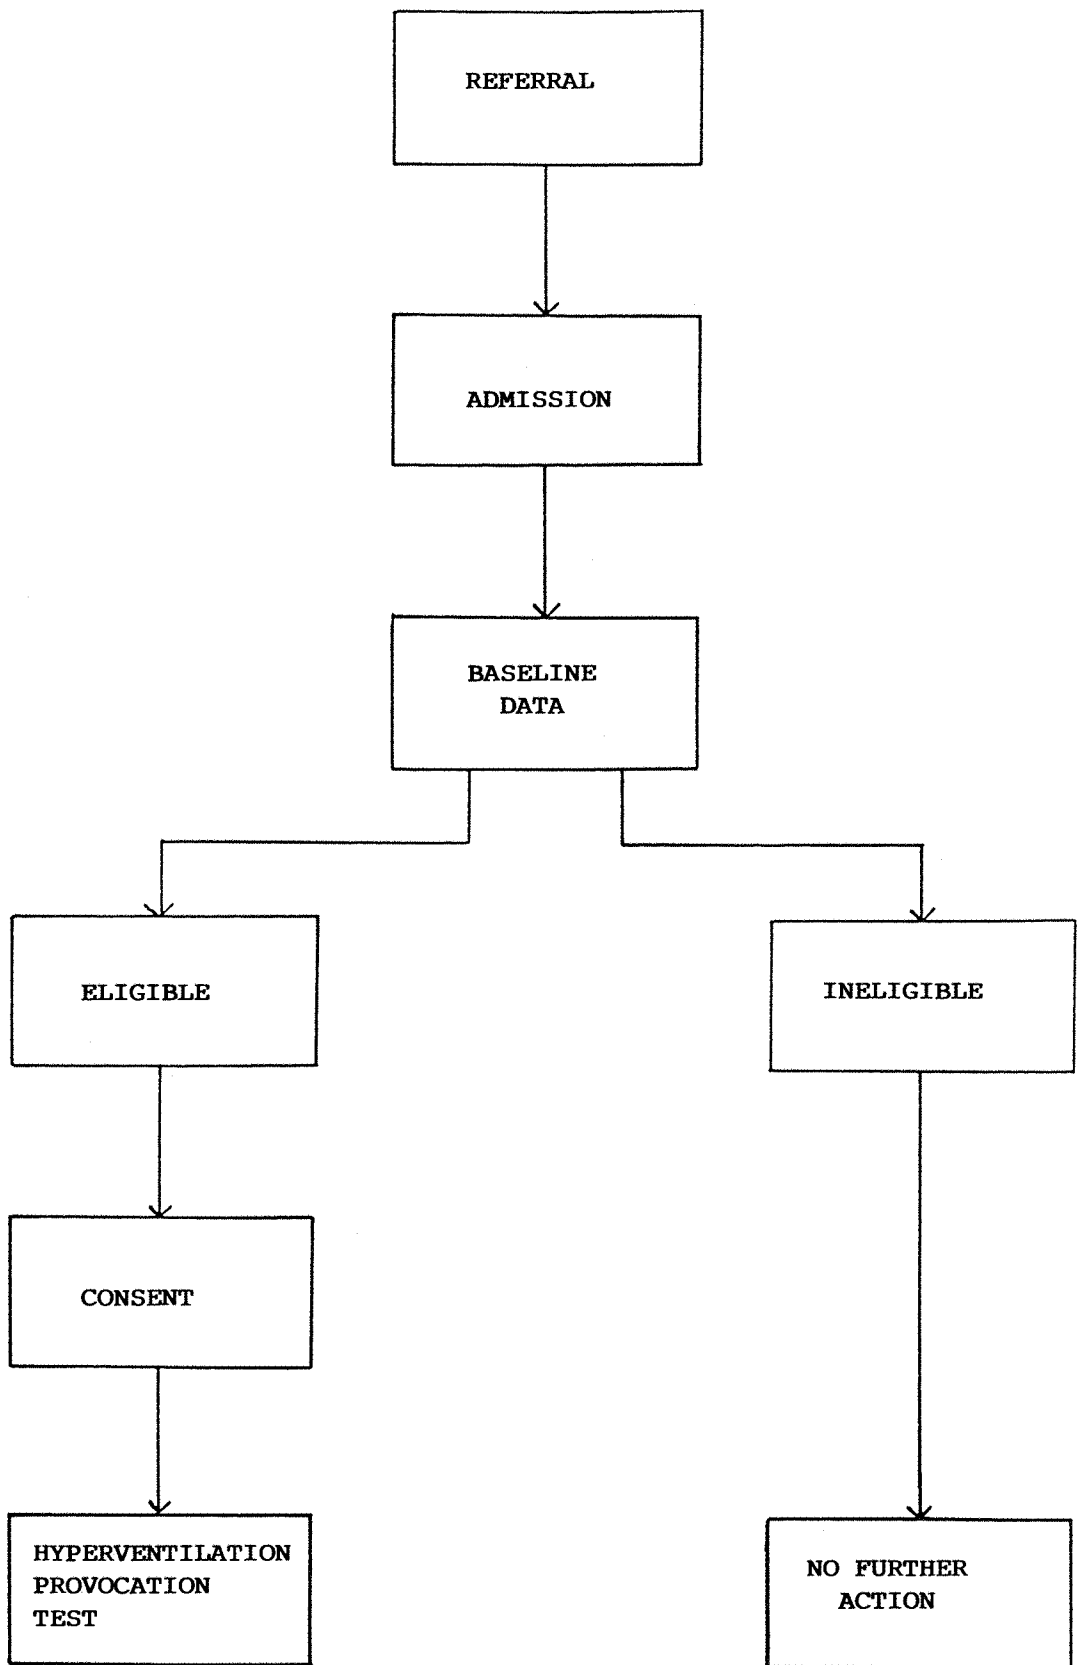 REFERRAL
ADMISSION
BASELINE
DATA
ELIGIBLE
INELIGIBLE
CONSENT
HYPERVENTILATION
PROVOCATION
TEST
NO FURTHER
ACTION